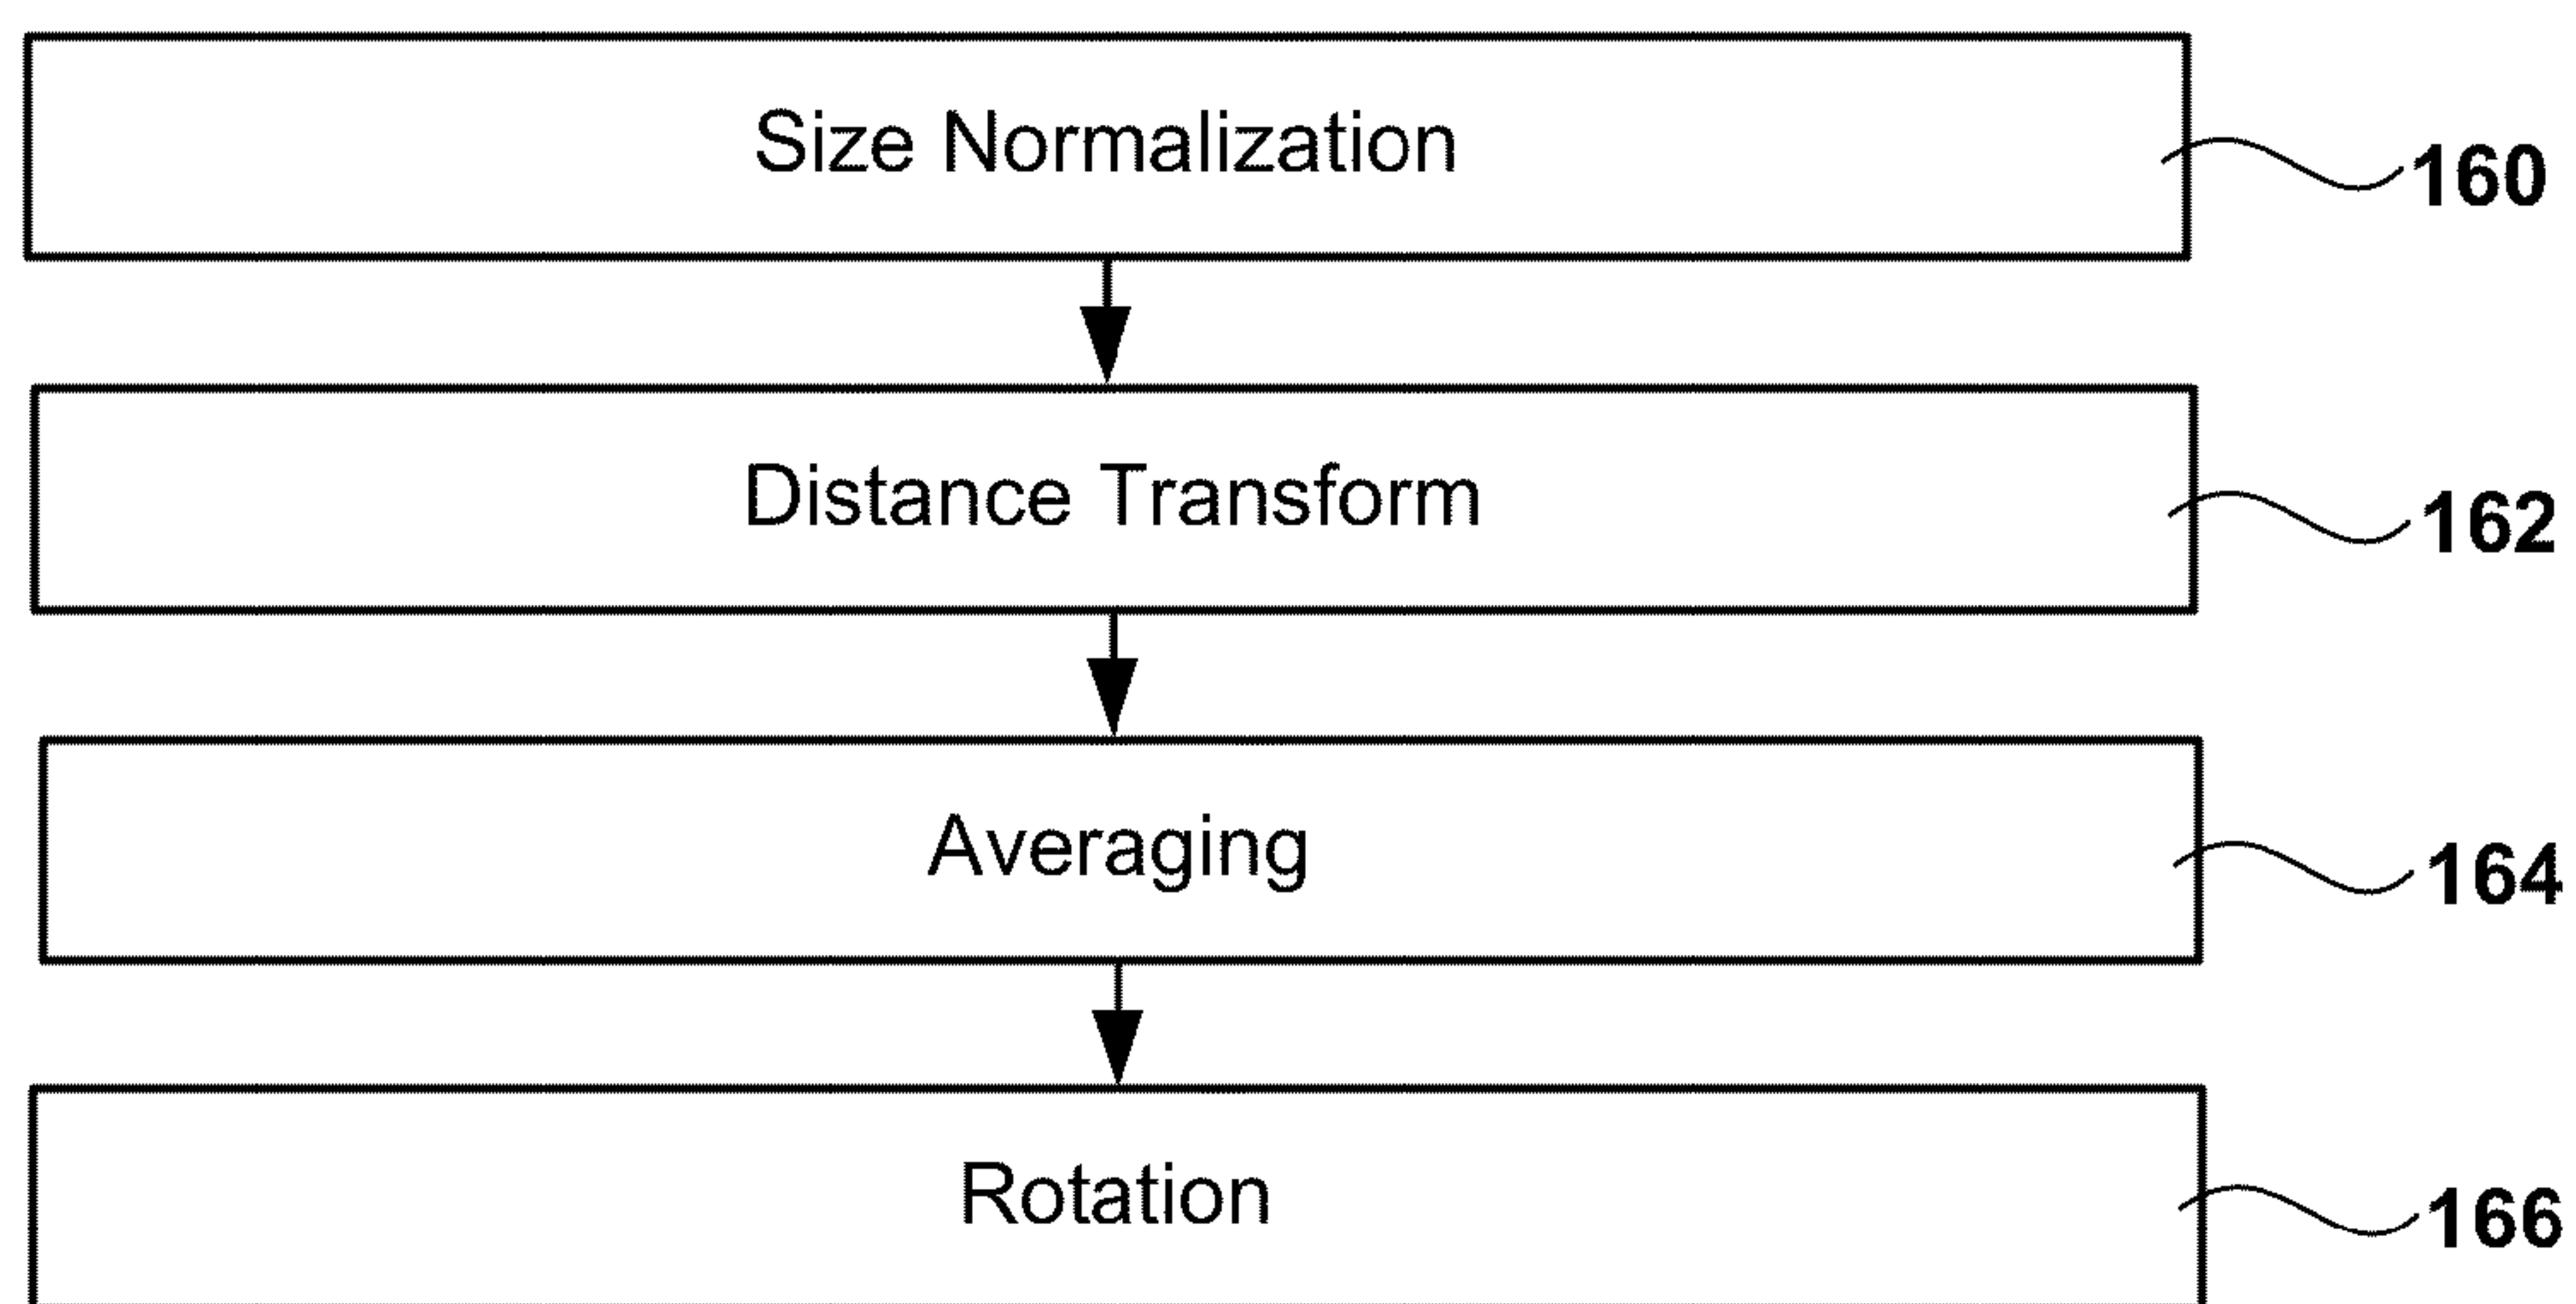 Size Normalization
160
Distance Transform
162
Averaging
164
Rotation
166